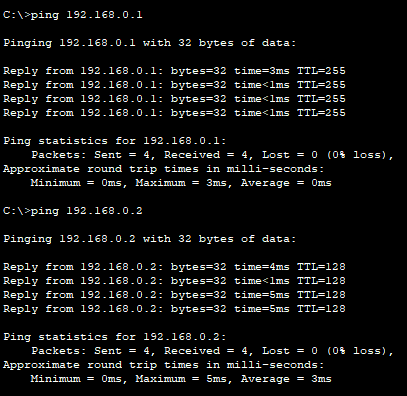 C:\>ping 192.168.0.1
Pinging 192.168.0.1 with 32 bytes of data:
Reply from 192.168.0.1: bytes=32 time=3ms TTL=255
Reply from 192.168.0.1: bytes=32 time<1ms TTL=255
Reply from 192.168.0.1: bytes=32 time<1ms TTL=255
Reply from 192.168.0.1: bytes=32 time<1ms TTL=255
Ping statistics for 192.168.0.1:
    Packets: Sent = 4, Received = 4, Lost = 0 (0% loss),
Approximate round trip times in milli-seconds:
    Minimum = 0ms, Maximum = 3ms, Average = 0ms
C:\>ping 192.168.0.2
Pinging 192.168.0.2 with 32 bytes of data:
Reply from 192.168.0.2: bytes=32 time=4ms TTL=128
Reply from 192.168.0.2: bytes=32 time<1ms TTL=128
Reply from 192.168.0.2: bytes=32 time=5ms TTL=128
Reply from 192.168.0.2: bytes=32 time=5ms TTL=128
Ping statistics for 192.168.0.2:
    Packets: Sent = 4, Received = 4, Lost = 0 (0% loss),
Approximate round trip times in milli-seconds:
    Minimum = 0ms, Maximum = 5ms, Average = 3ms